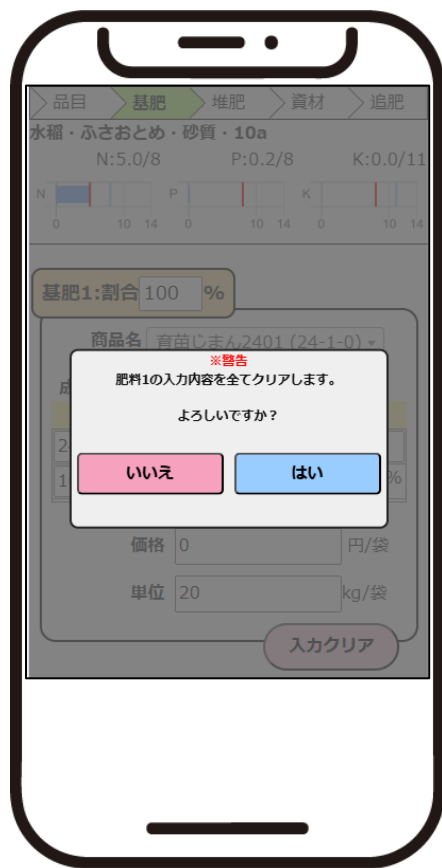 品目 基肥 堆肥 資材 追肥
水稲・ふさおとめ・砂質・10a
N:5.0/8 P:0.2/8 K:0.0/11
N P K
0 10 14 0 10 14 0 10 14
基肥1:割合 100 %
商品名 育苗じまん2401 (24-1-0)
※警告
肥料1の入力内容を全てクリアします。
よろしいですか？
いいえ はい
%
価格 0 円/袋
単位 20 kg/袋
入力クリア